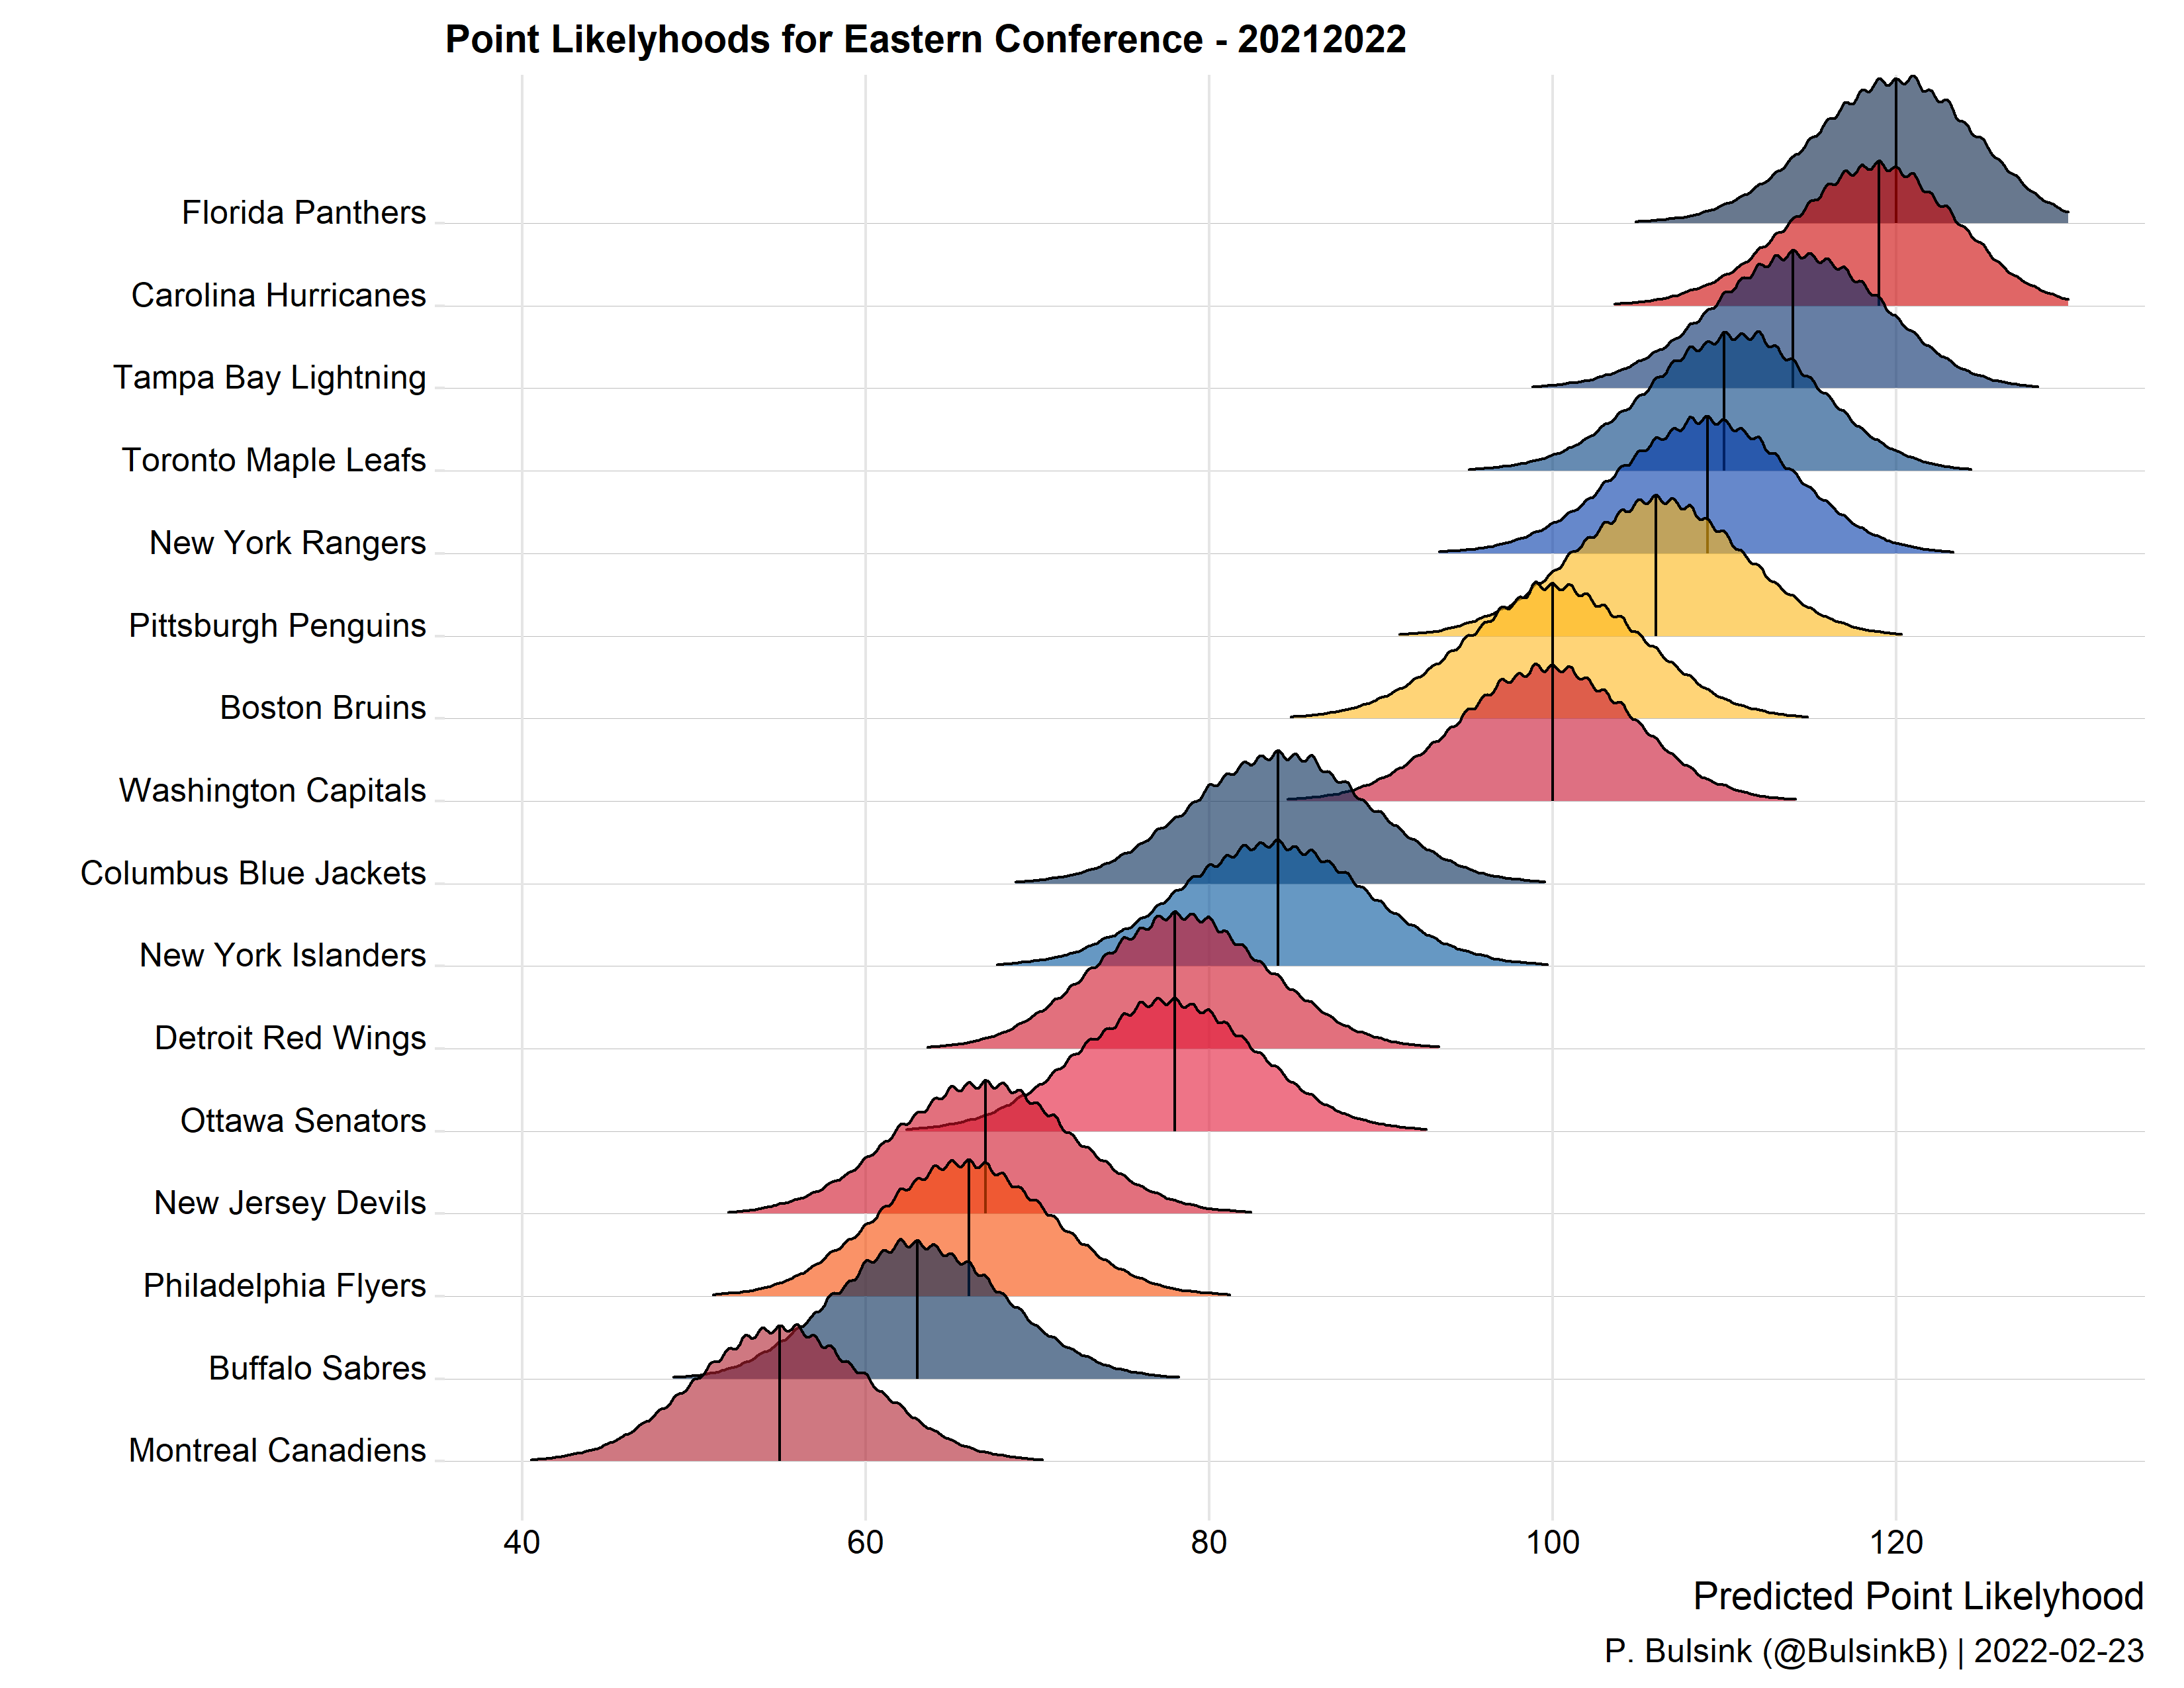 Point Likelyhoods for Eastern Conference - 20212022
Florida Panthers
Carolina Hurricanes
Tampa Bay Lightning
Toronto Maple Leafs
New York Rangers
Pittsburgh Penguins
Boston Bruins
Washington Capitals
Columbus Blue Jackets
New York Islanders
Detroit Red Wings
Ottawa Senators
New Jersey Devils
Philadelphia Flyers
Buffalo Sabres
Montreal Canadiens
40 60 80 100 120
Predicted Point Likelyhood
P. Bulsink (@BulsinkB) | 2022-02-23